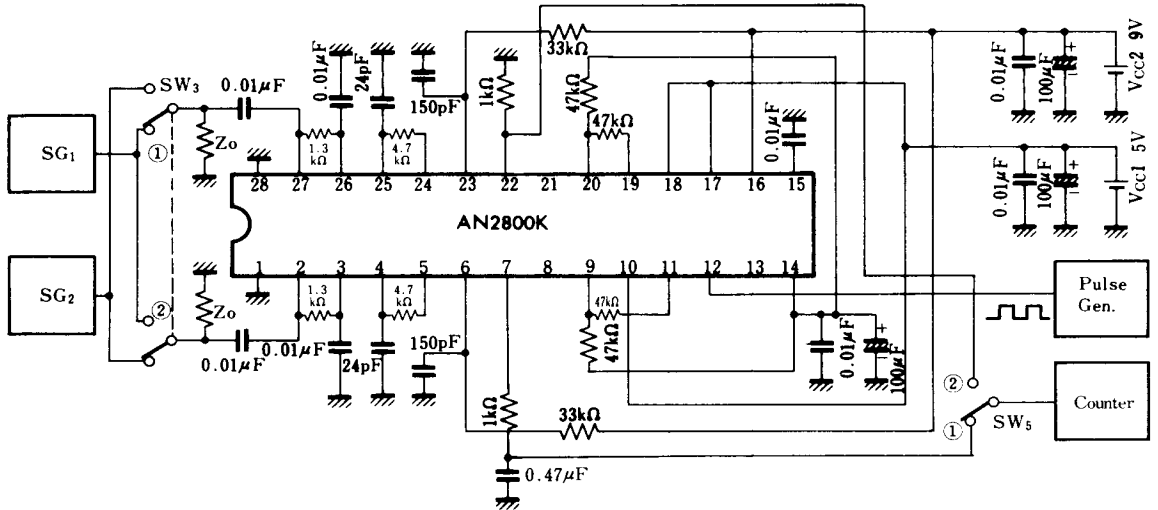 SW₃
0.01μF
0.01μF
24pF
150pF
1kΩ
33kΩ
47kΩ
47kΩ
0.01μF
0.01μF
100μF
+
−
Vcc2 9V
SG₁
①
Zo
1.3 kΩ
4.7 kΩ
28 27 26 25 24 23 22 21 20 19 18 17 16 15
0.01μF
100μF
+
−
Vcc1 5V
AN2800K
1 2 3 4 5 6 7 8 9 10 11 12 13 14
SG₂
②
Zo
0.01μF
1.3 kΩ
0.01μF
4.7 kΩ
24pF
150pF
47kΩ
47kΩ
0.01μF
+
−
100μF
Pulse
Gen.
1kΩ
33kΩ
②
①
SW₅
Counter
0.47μF